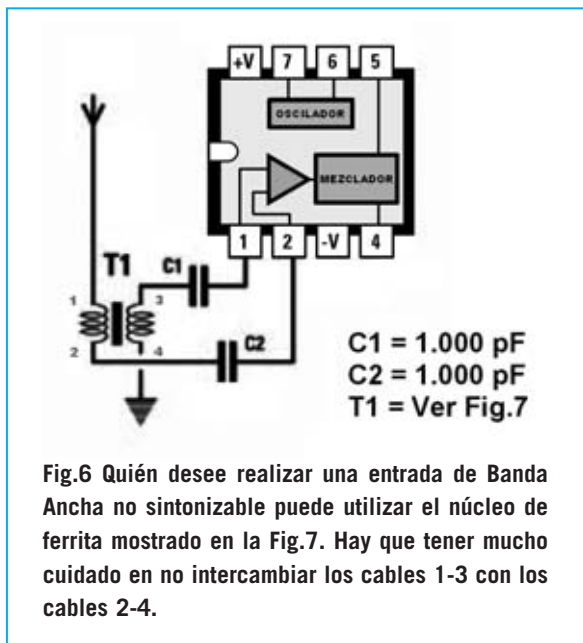 +V 7 6 5
OSCILADOR
MEZCLADOR
1 2 -V 4
T1
C1
1 3
2 4
C2
C1 = 1.000 pF
C2 = 1.000 pF
T1 = Ver Fig.7
Fig.6 Quién desee realizar una entrada de Banda
Ancha no sintonizable puede utilizar el núcleo de
ferrita mostrado en la Fig.7. Hay que tener mucho
cuidado en no intercambiar los cables 1-3 con los
cables 2-4.